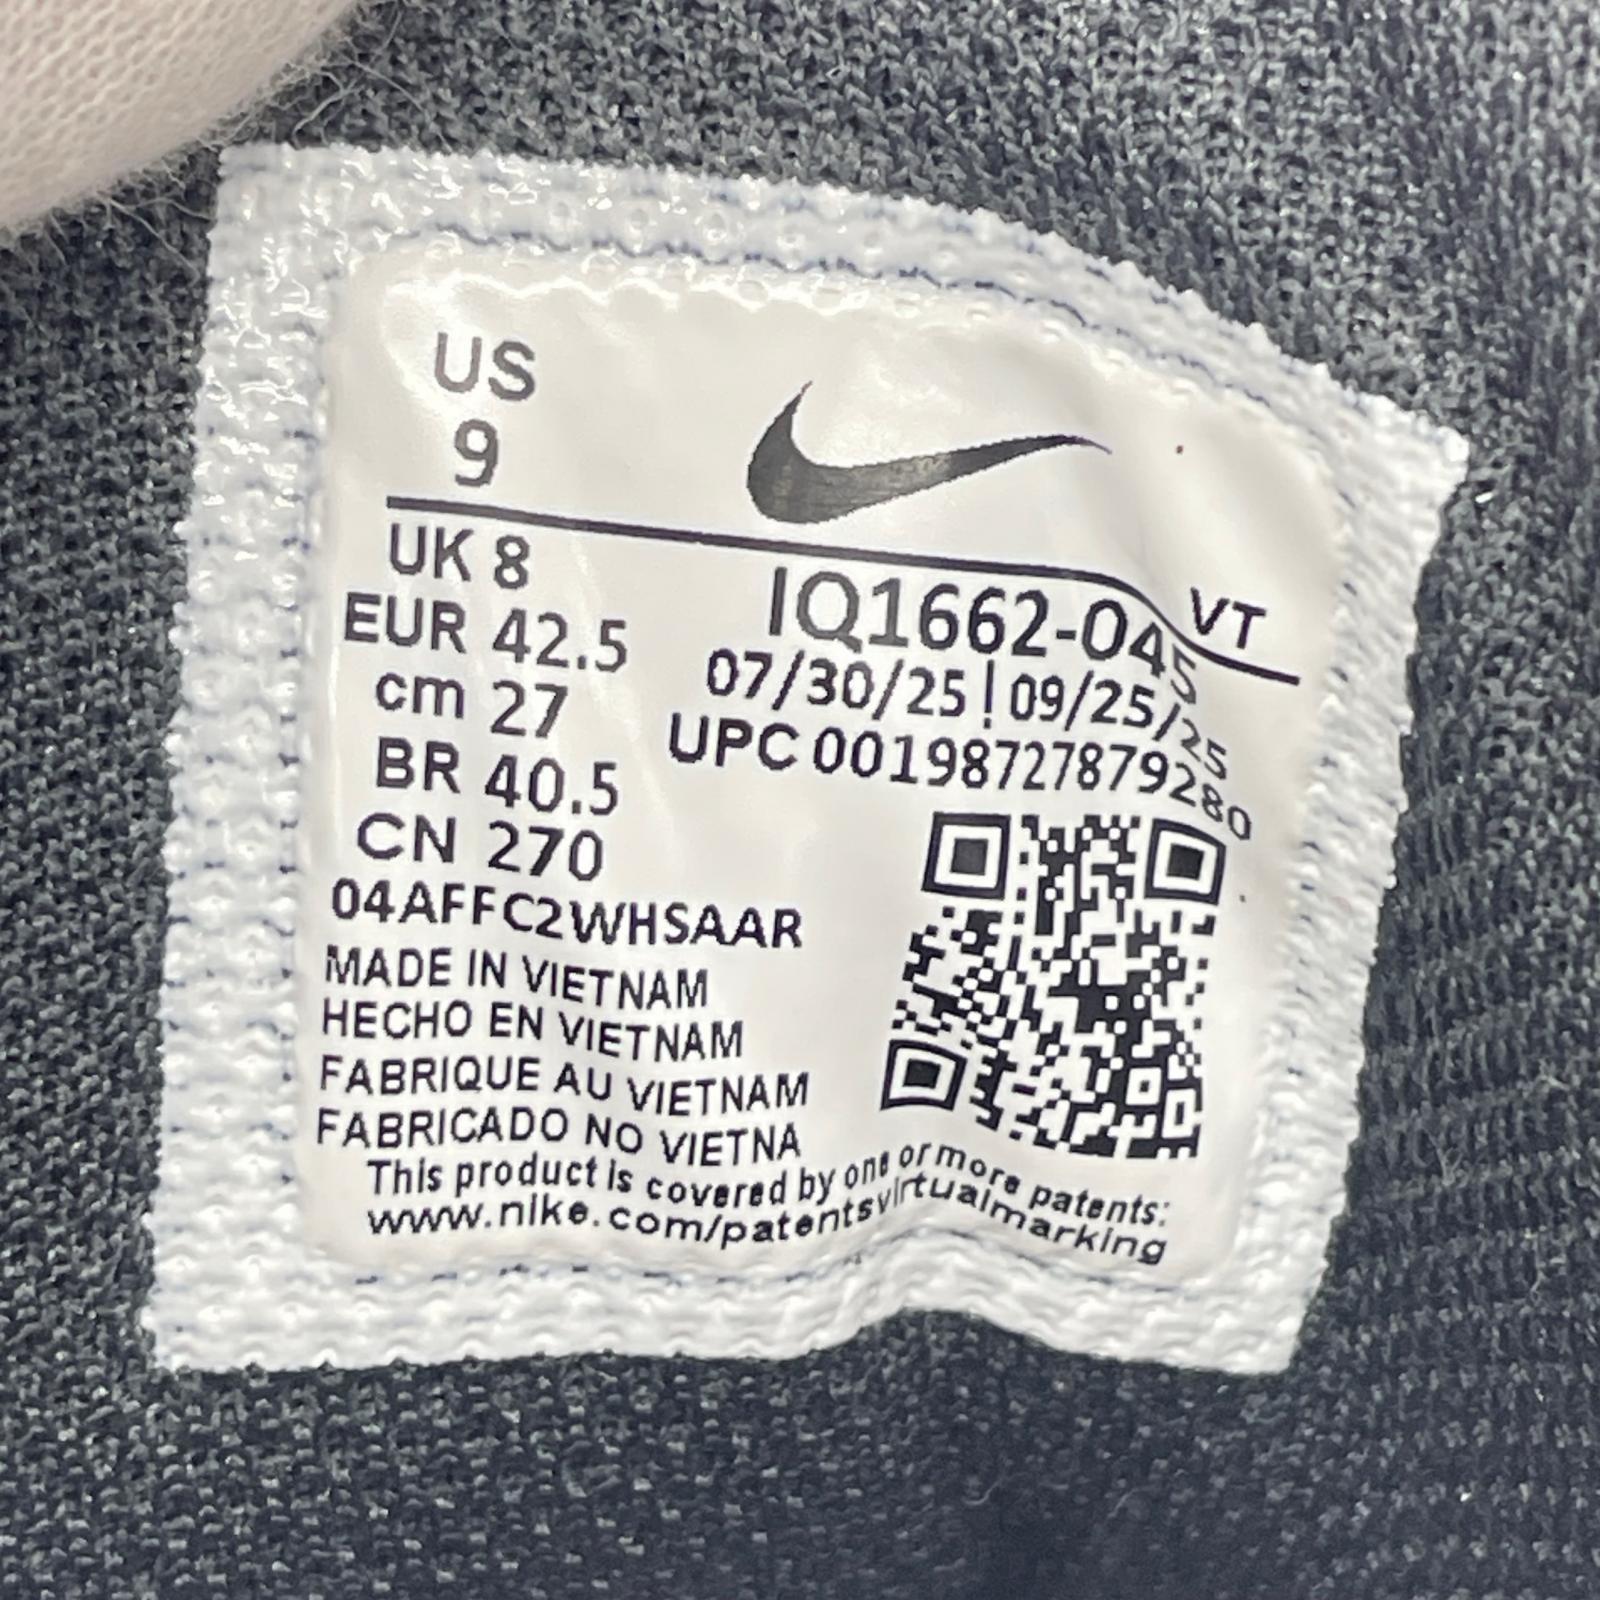 US
9
VT
UK 8
EUR 42.5
cm 27
BR 40.5
CN 270
IQ1662-045
07/30/25 | 09/25/25
UPC 00198727879280
04AFFC2WHSAAR
MADE IN VIETNAM
HECHO EN VIETNAM
FABRIQUE AU VIETNAM
FABRICADO NO VIETNA
This product is covered by one or more patents:
www.nike.com/patentsvirtualmarking